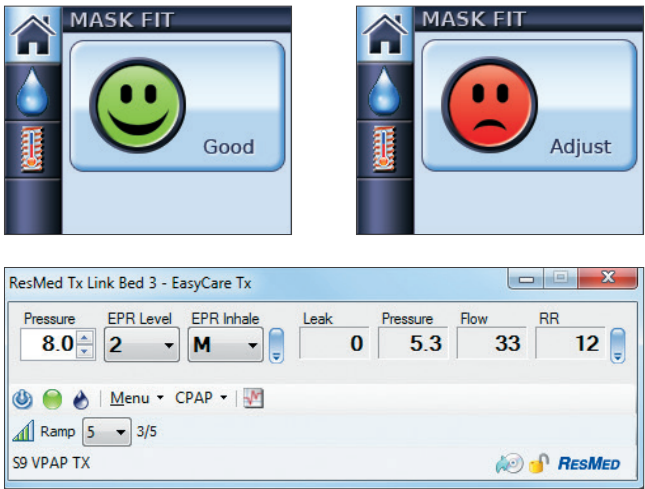 MASK FIT
Good
MASK FIT
Adjust
ResMed Tx Link Bed 3 - EasyCare Tx
Pressure EPR Level EPR Inhale Leak Pressure Flow RR
8.0 2 M 0 5.3 33 12
Menu CPAP
Ramp 5 3/5
S9 VPAP TX RESMED